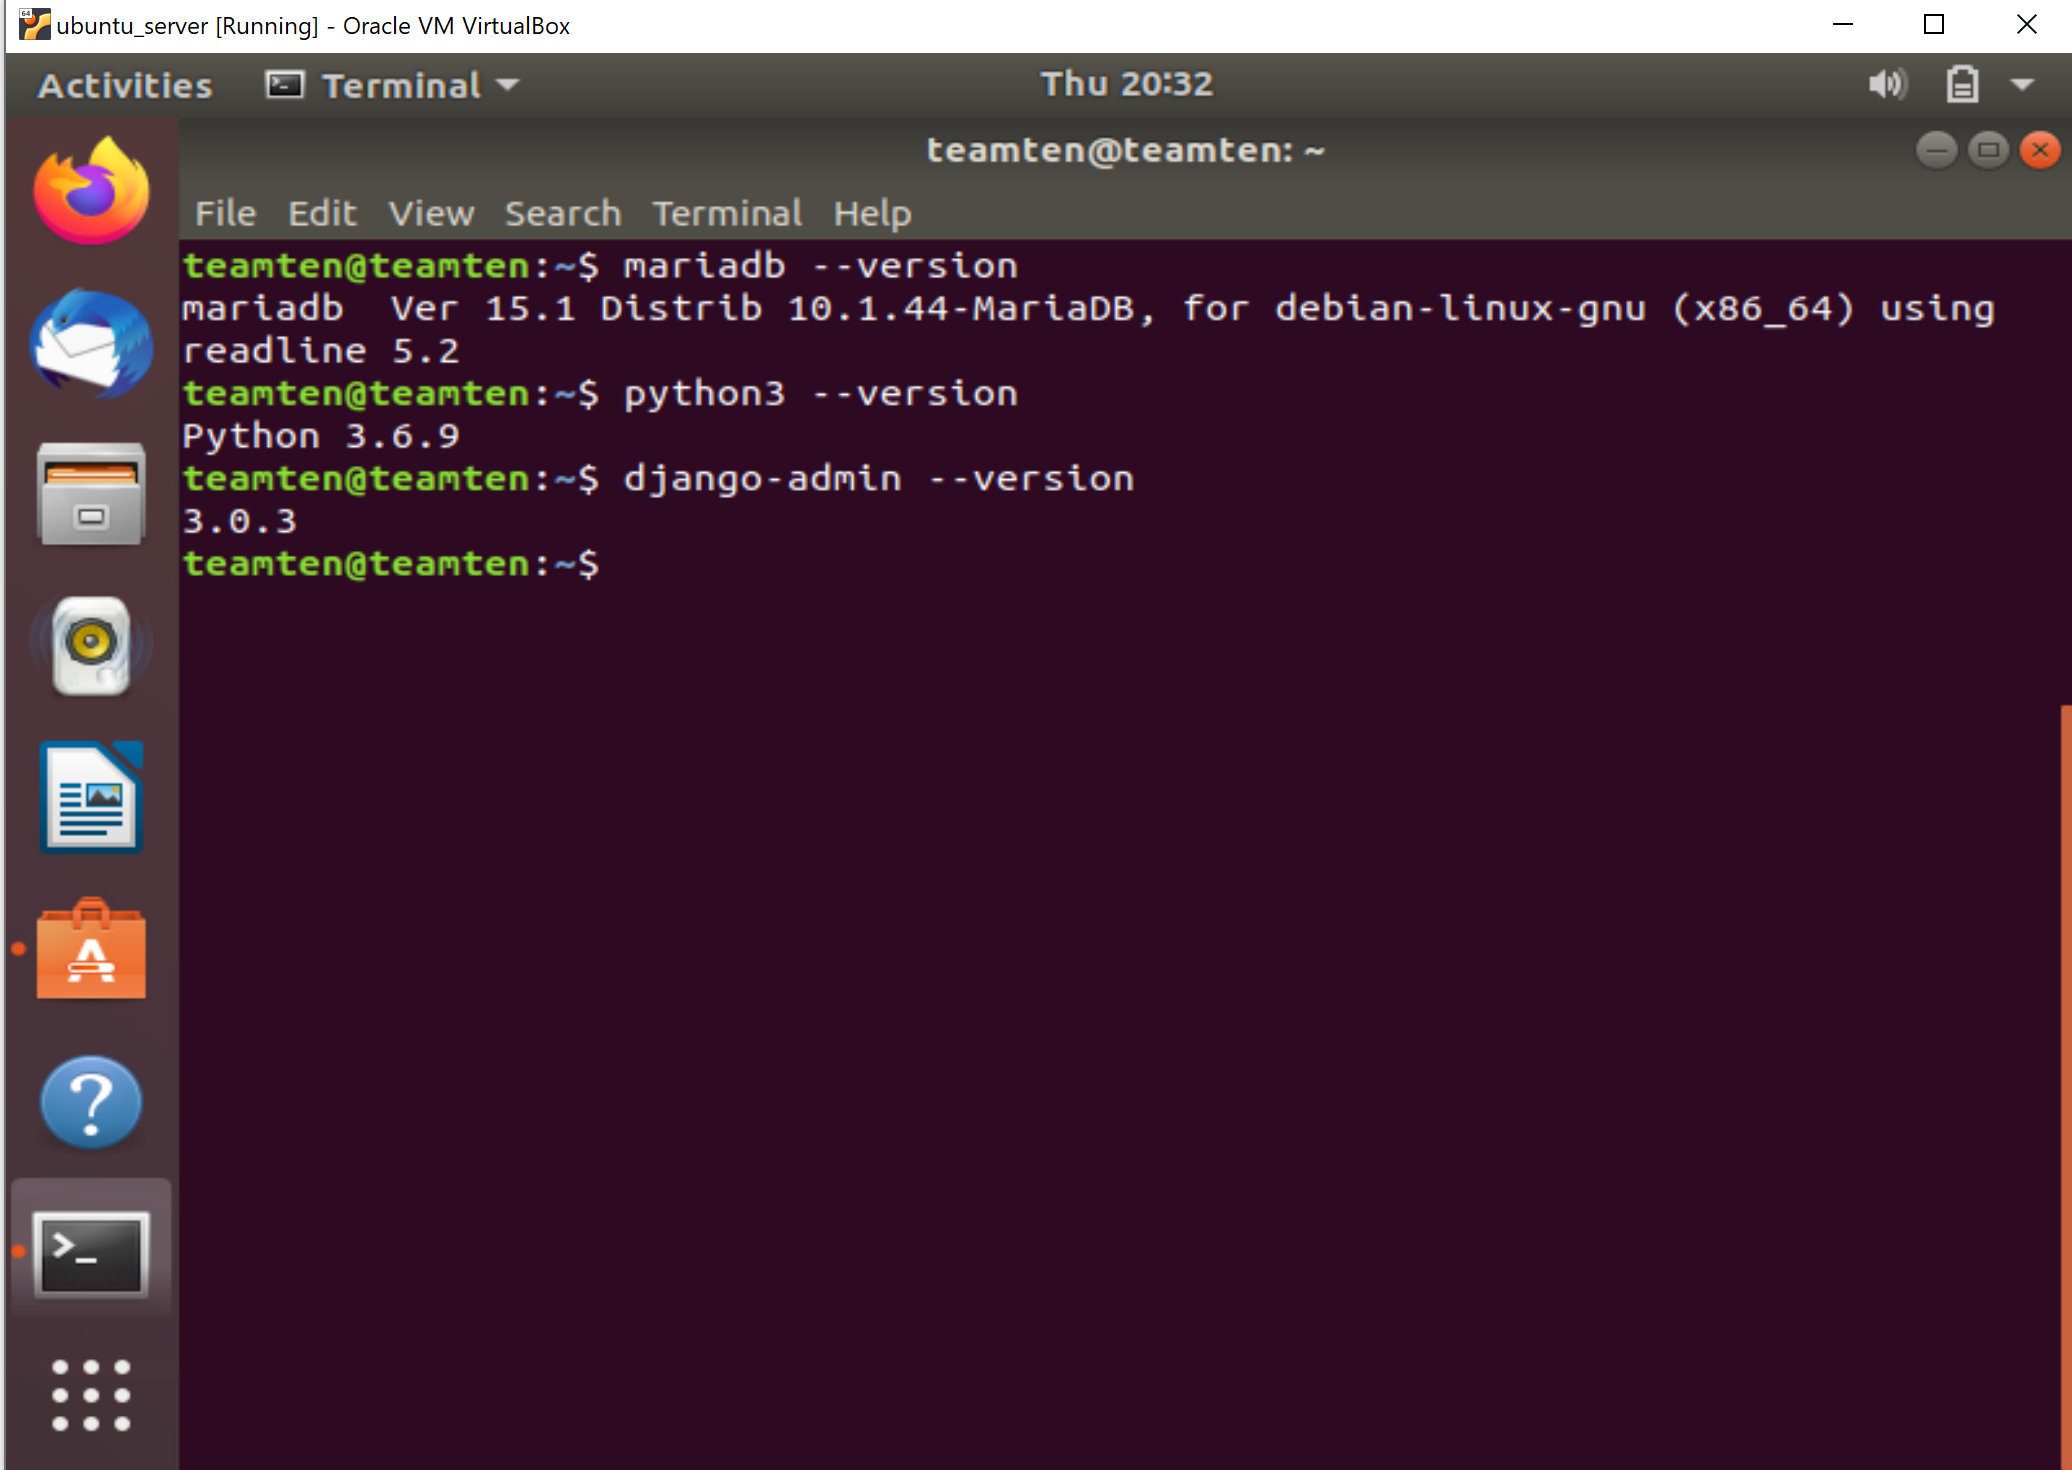 ubuntu_server [Running] - Oracle VM VirtualBox
Activities Terminal Thu 20:32
teamten@teamten: ~
File Edit View Search Terminal Help
teamten@teamten:~$ mariadb --version
mariadb  Ver 15.1 Distrib 10.1.44-MariaDB, for debian-linux-gnu (x86_64) using
readline 5.2
teamten@teamten:~$ python3 --version
Python 3.6.9
teamten@teamten:~$ django-admin --version
3.0.3
teamten@teamten:~$